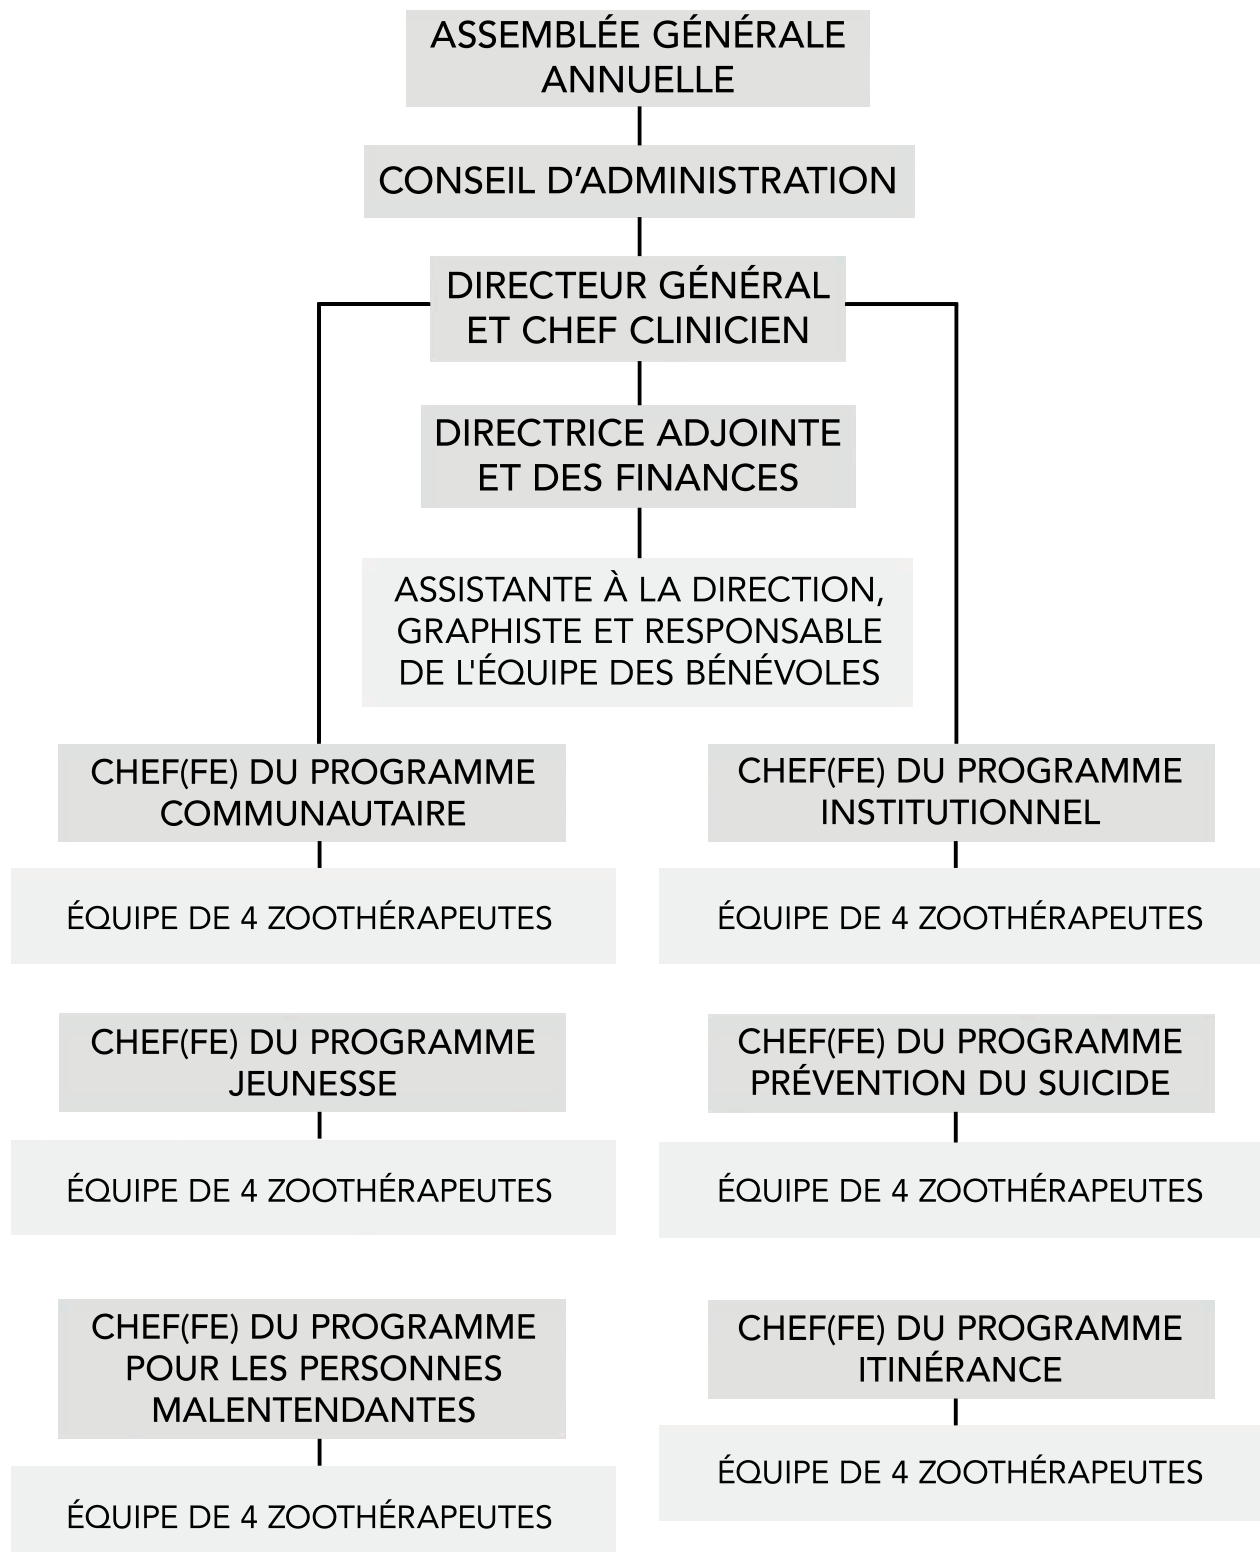 ASSEMBLÉE GÉNÉRALE
ANNUELLE
CONSEIL D'ADMINISTRATION
DIRECTEUR GÉNÉRAL
ET CHEF CLINICIEN
DIRECTRICE ADJOINTE
ET DES FINANCES
ASSISTANTE À LA DIRECTION,
GRAPHISTE ET RESPONSABLE
DE L'ÉQUIPE DES BÉNÉVOLES
CHEF(FE) DU PROGRAMME
COMMUNAUTAIRE
ÉQUIPE DE 4 ZOOTHÉRAPEUTES
CHEF(FE) DU PROGRAMME
INSTITUTIONNEL
ÉQUIPE DE 4 ZOOTHÉRAPEUTES
CHEF(FE) DU PROGRAMME
JEUNESSE
ÉQUIPE DE 4 ZOOTHÉRAPEUTES
CHEF(FE) DU PROGRAMME
PRÉVENTION DU SUICIDE
ÉQUIPE DE 4 ZOOTHÉRAPEUTES
CHEF(FE) DU PROGRAMME
POUR LES PERSONNES
MALENTENDANTES
ÉQUIPE DE 4 ZOOTHÉRAPEUTES
CHEF(FE) DU PROGRAMME
ITINÉRANCE
ÉQUIPE DE 4 ZOOTHÉRAPEUTES